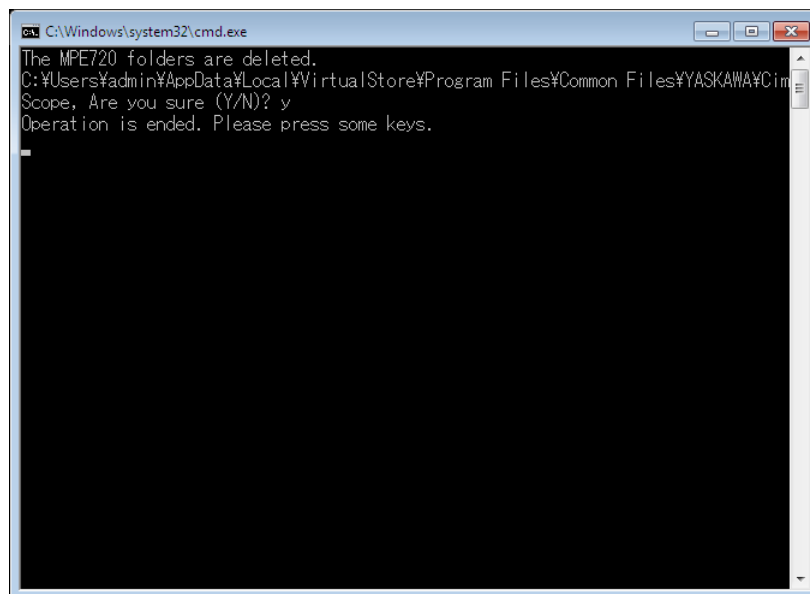 C:\Windows\system32\cmd.exe
The MPE720 folders are deleted.
C:¥Users¥admin¥AppData¥Local¥VirtualStore¥Program Files¥Common Files¥YASKAWA¥Cim
Scope, Are you sure (Y/N)? y
Operation is ended. Please press some keys.